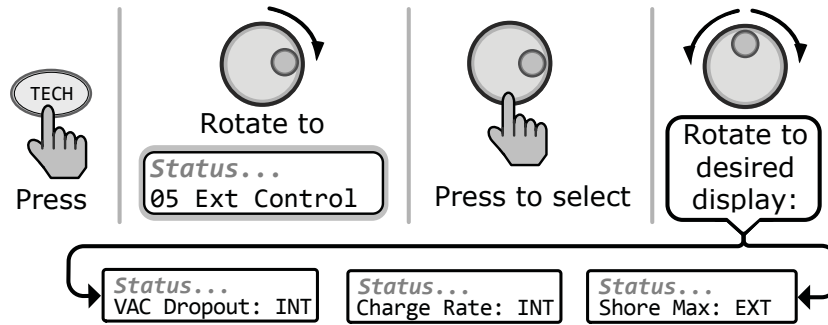 TECH
Press
Rotate to
Status...
05 Ext Control
Press to select
Rotate to
desired
display:
Status...
VAC Dropout: INT
Status...
Charge Rate: INT
Status...
Shore Max: EXT